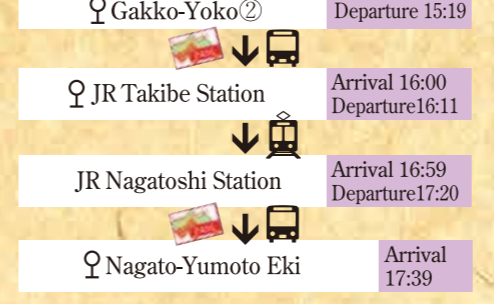 Gakko-Yoko② Departure 15:19
JR Takibe Station
Arrival 16:00
Departure16:11
JR Nagatoshi Station
Arrival 16:59
Departure17:20
Nagato-Yumoto Eki
Arrival
17:39